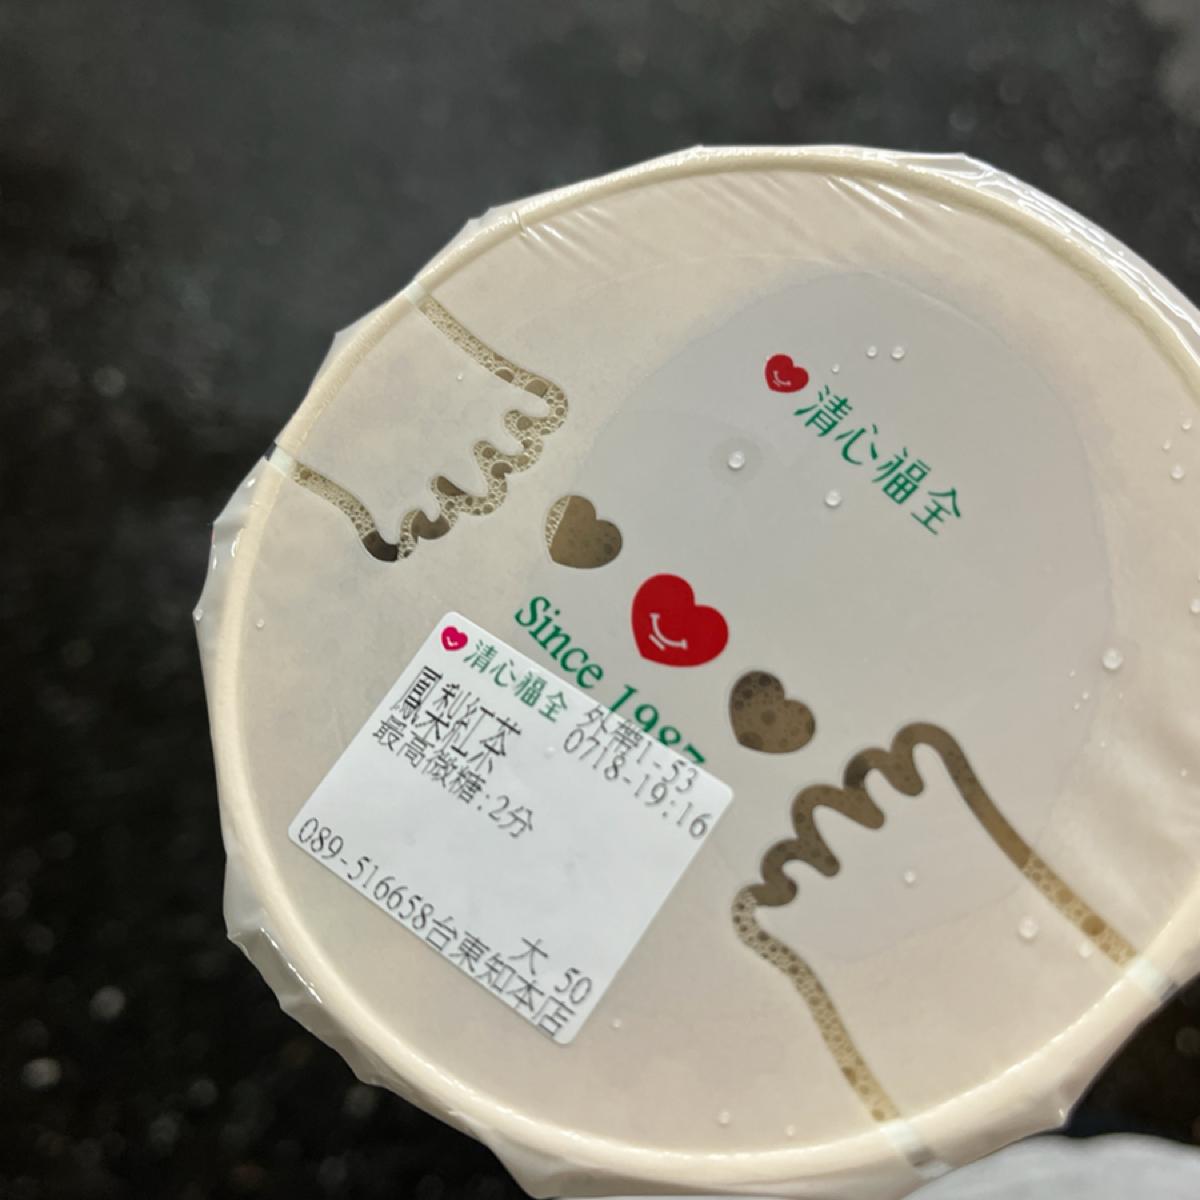 清心福全
Since 1987
清心福全
外帶1-53
0718-19:16
鳳梨紅茶
最高微糖:2分
大 50
089-516658台東知本店